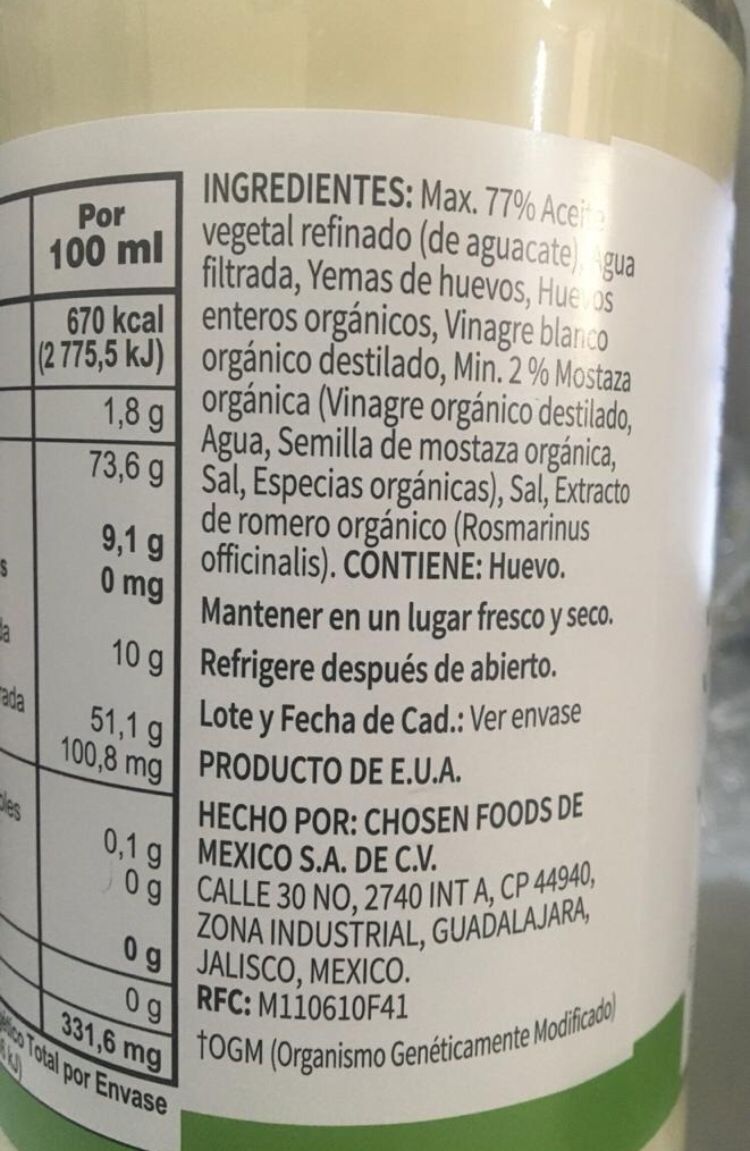 Por
100 ml
670 kcal
(2 775,5 kJ)
1,8 g
73,6 g
9,1 g
0 mg
10 g
51,1 g
100,8 mg
0,1 g
0 g
0 g
0 g
331,6 mg
Total por Envase
INGREDIENTES: Max. 77% Aceite
vegetal refinado (de aguacate), Agua
filtrada, Yemas de huevos, Huevos
enteros orgánicos, Vinagre blanco
orgánico destilado, Min. 2 % Mostaza
orgánica (Vinagre orgánico destilado,
Agua, Semilla de mostaza orgánica,
Sal, Especias orgánicas), Sal, Extracto
de romero orgánico (Rosmarinus
officinalis). CONTIENE: Huevo.
Mantener en un lugar fresco y seco.
Refrigere después de abierto.
Lote y Fecha de Cad.: Ver envase
PRODUCTO DE E.U.A.
HECHO POR: CHOSEN FOODS DE
MEXICO S.A. DE C.V.
CALLE 30 NO, 2740 INT A, CP 44940,
ZONA INDUSTRIAL, GUADALAJARA,
JALISCO, MEXICO.
RFC: M110610F41
†OGM (Organismo Genéticamente Modificado)